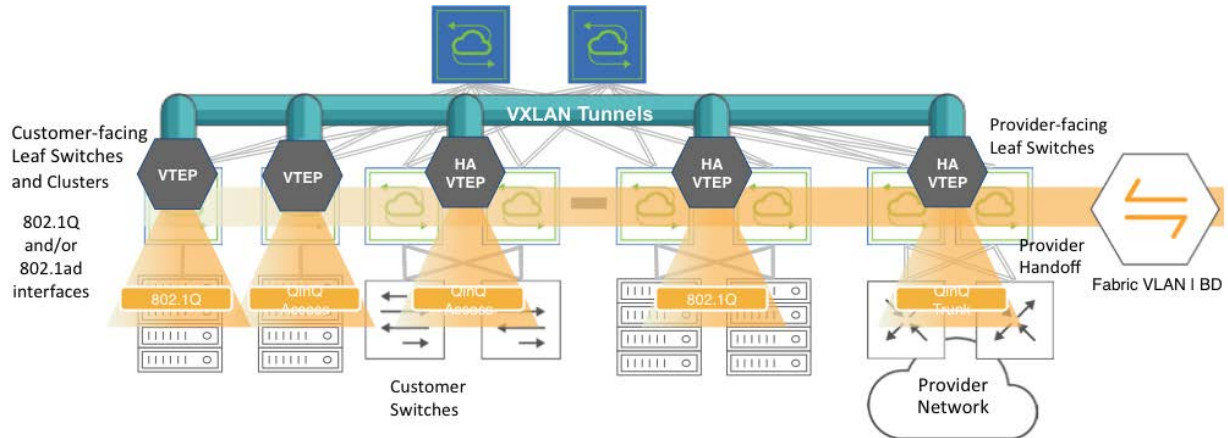 VXLAN Tunnels
Customer-facing
Leaf Switches
and Clusters
802.1Q
and/or
802.1ad
interfaces
VTEP
VTEP
HA
VTEP
HA
VTEP
HA
VTEP
Provider-facing
Leaf Switches
Provider
Handoff
Fabric VLAN I BD
802.1Q
QinQ
Access
QinQ
Access
802.1Q
QinQ
Trunk
Customer
Switches
Provider
Network